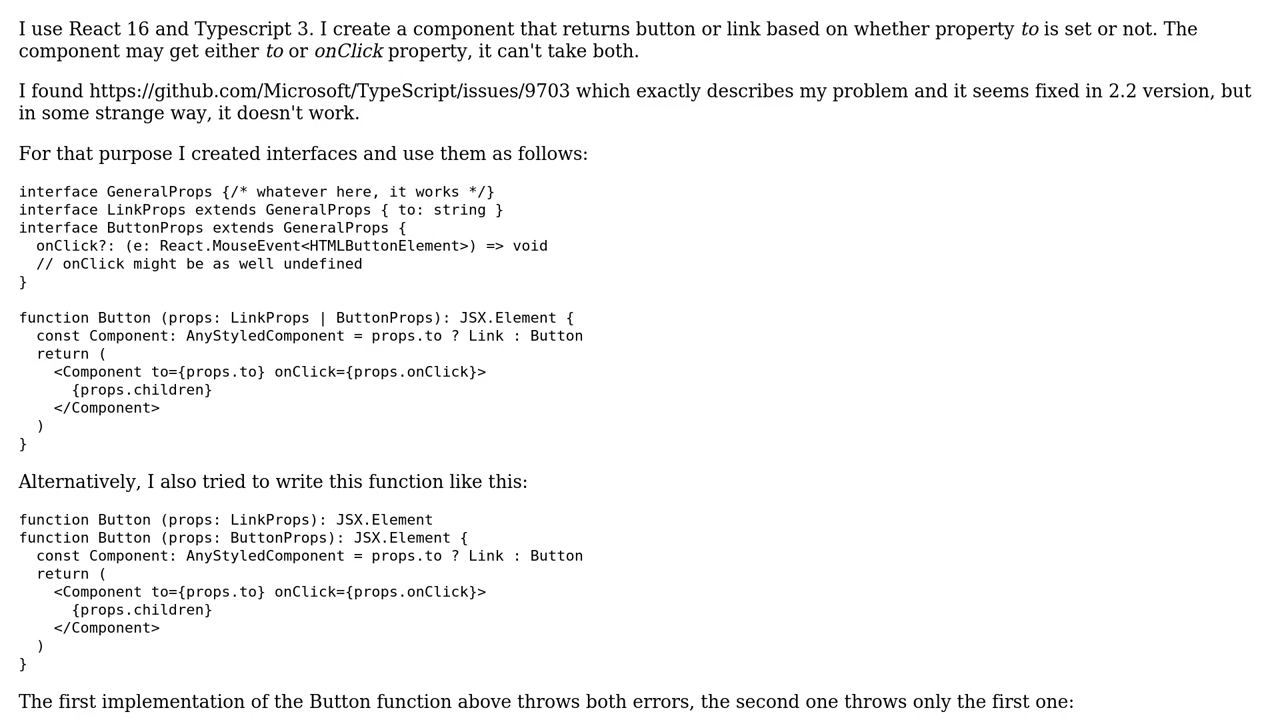 I use React 16 and Typescript 3. I create a component that returns button or link based on whether property to is set or not. The
component may get either to or onClick property, it can't take both.
I found https://github.com/Microsoft/TypeScript/issues/9703 which exactly describes my problem and it seems fixed in 2.2 version, but
in some strange way, it doesn't work.
For that purpose I created interfaces and use them as follows:
interface GeneralProps {/* whatever here, it works */}
interface LinkProps extends GeneralProps { to: string }
interface ButtonProps extends GeneralProps {
  onClick?: (e: React.MouseEvent<HTMLButtonElement>) => void
  // onClick might be as well undefined
}
function Button (props: LinkProps | ButtonProps): JSX.Element {
  const Component: AnyStyledComponent = props.to ? Link : Button
  return (
    <Component to={props.to} onClick={props.onClick}>
      {props.children}
    </Component>
  )
}
Alternatively, I also tried to write this function like this:
function Button (props: LinkProps): JSX.Element
function Button (props: ButtonProps): JSX.Element {
  const Component: AnyStyledComponent = props.to ? Link : Button
  return (
    <Component to={props.to} onClick={props.onClick}>
      {props.children}
    </Component>
  )
}
The first implementation of the Button function above throws both errors, the second one throws only the first one: